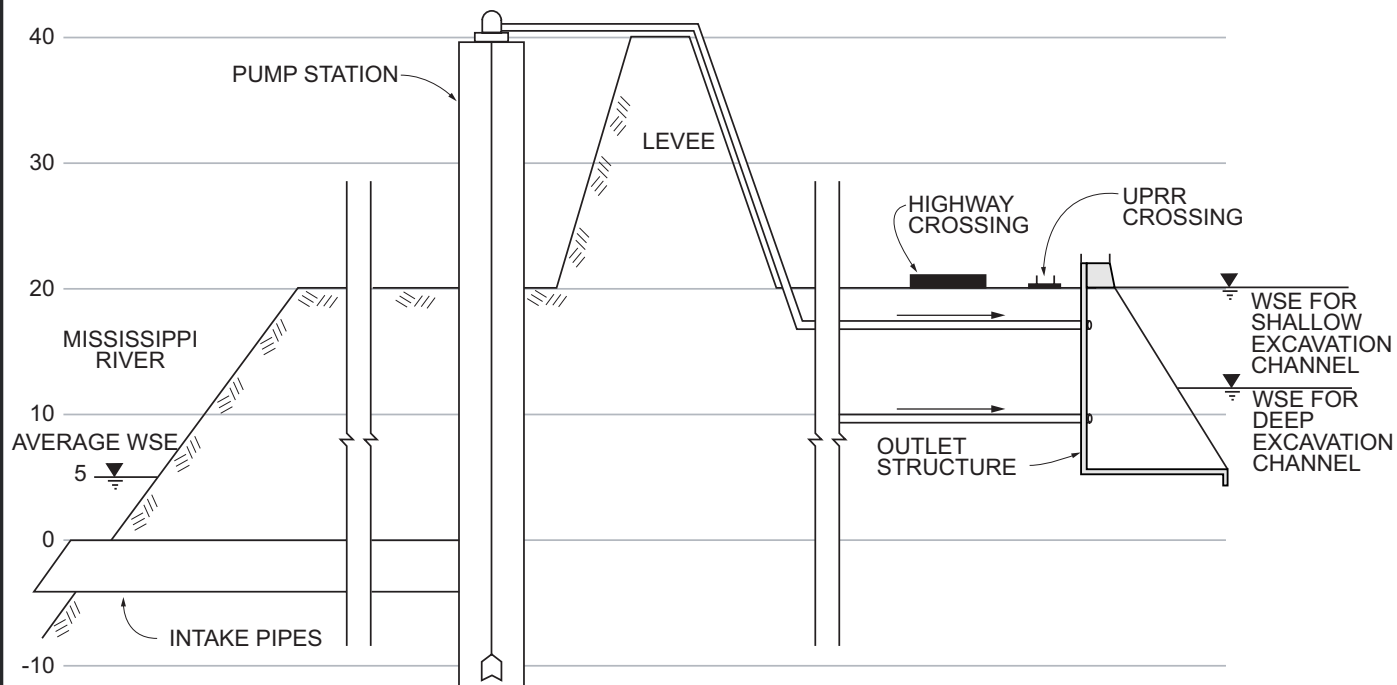 40
PUMP STATION
LEVEE
30
HIGHWAY
CROSSING
UPRR
CROSSING
20
WSE FOR
SHALLOW
EXCAVATION
CHANNEL
MISSISSIPPI
RIVER
10
WSE FOR
DEEP
EXCAVATION
CHANNEL
AVERAGE WSE
5
OUTLET
STRUCTURE
0
INTAKE PIPES
-10